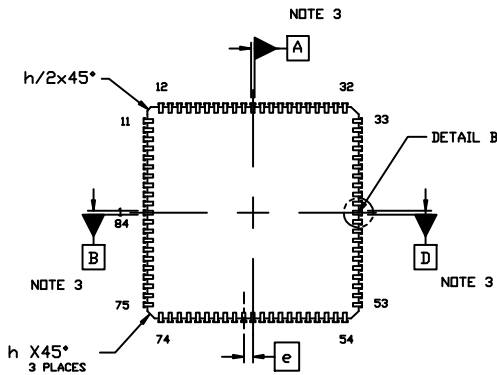 NOTE 3
A
h/2x45°
12
32
11
33
DETAIL B
1
84
B
D
NOTE 3
NOTE 3
75
53
74
54
h X45°
3 PLACES
e